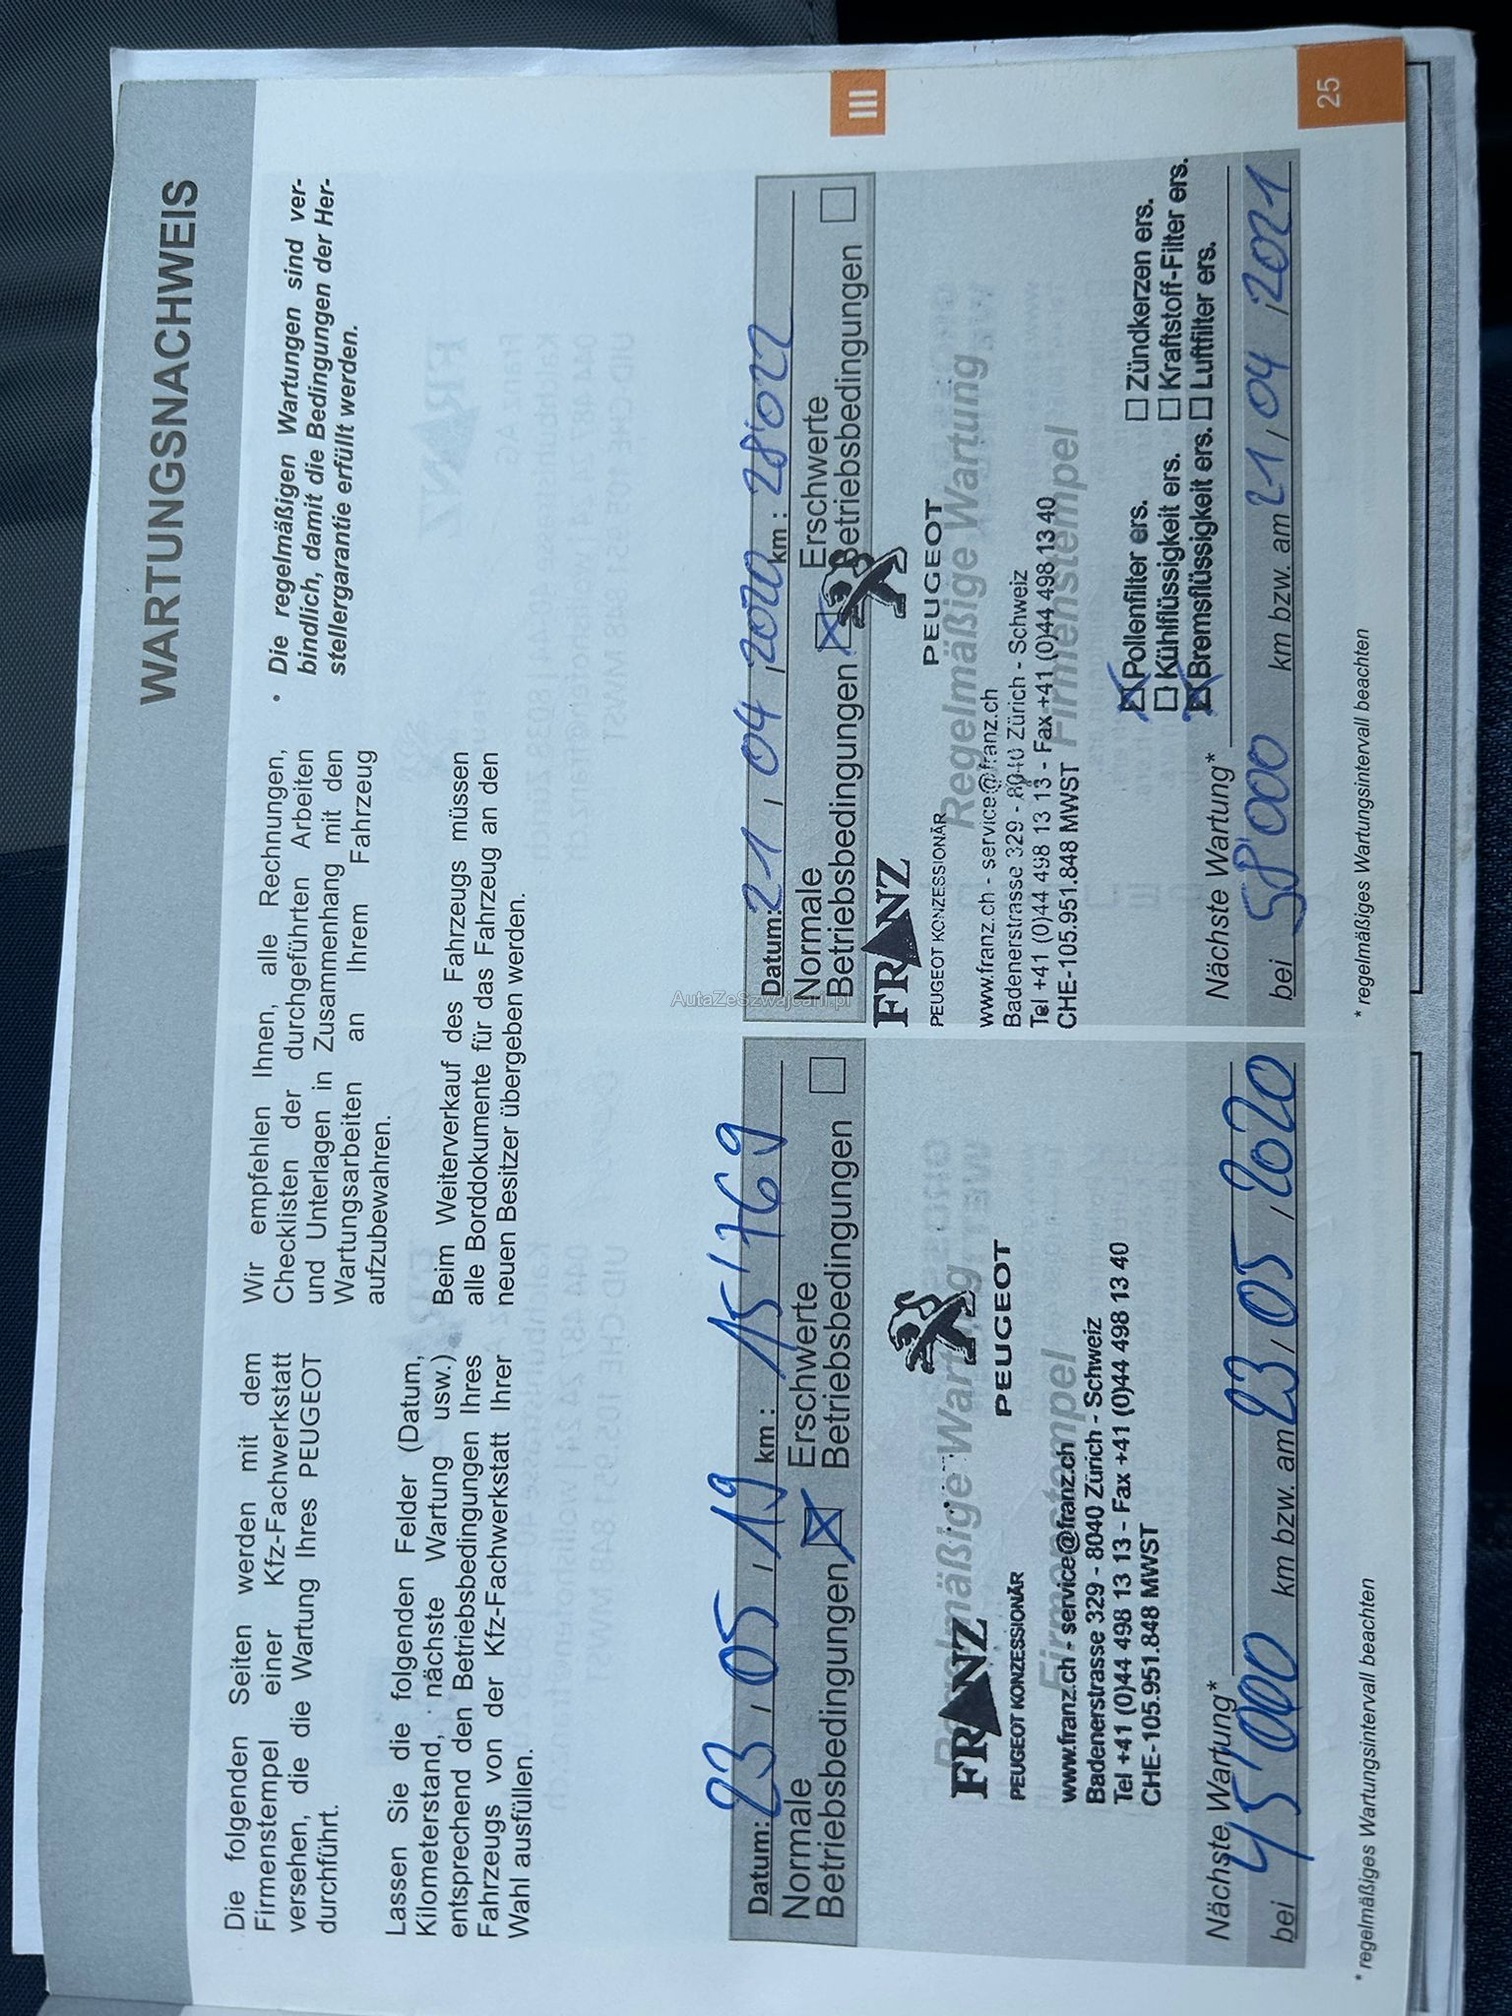 WARTUNGSNACHWEIS
Die folgenden Seiten werden mit dem
Firmenstempel einer Kfz-Fachwerkstatt
versehen, die die Wartung Ihres PEUGEOT
durchführt.
Lassen Sie die folgenden Felder (Datum,
Kilometerstand, nächste Wartung usw.)
entsprechend den Betriebsbedingungen Ihres
Fahrzeugs von der Kfz-Fachwerkstatt Ihrer
Wahl ausfüllen.
Wir empfehlen Ihnen, alle Rechnungen,
Checklisten der durchgeführten Arbeiten
und Unterlagen in Zusammenhang mit den
Wartungsarbeiten an Ihrem Fahrzeug
aufzubewahren.
Beim Weiterverkauf des Fahrzeugs müssen
alle Borddokumente für das Fahrzeug an den
neuen Besitzer übergeben werden.
• Die regelmäßigen Wartungen sind ver-
bindlich, damit die Bedingungen der Her-
stellergarantie erfüllt werden.
III
Datum: 23.05.19 km: 15'769
Normale
Betriebsbedingungen
Erschwerte
Betriebsbedingungen
Regelmäßige Wartung
Firmenstempel
FRANZ
PEUGEOT
PEUGEOT KONZESSIONÄR
www.franz.ch - service@franz.ch
Badenerstrasse 329 - 8040 Zürich - Schweiz
Tel +41 (0)44 498 13 13 - Fax +41 (0)44 498 13 40
CHE-105.951.848 MWST
Nächste Wartung*
bei 45'000 km bzw. am 23,05,2020
* regelmäßiges Wartungsintervall beachten
Datum: 21,04,2020 km: 28'022
Normale
Betriebsbedingungen
Erschwerte
Betriebsbedingungen
FRANZ
PEUGEOT
PEUGEOT KONZESSIONÄR
Regelmäßige Wartung
Firmenstempel
www.franz.ch - service@franz.ch
Badenerstrasse 329 - 8040 Zürich - Schweiz
Tel +41 (0)44 498 13 13 - Fax +41 (0)44 498 13 40
CHE-105.951.848 MWST
Pollenfilter ers. Zündkerzen ers.
Kühlflüssigkeit ers. Kraftstoff-Filter ers.
Bremsflüssigkeit ers. Luftfilter ers.
Nächste Wartung*
bei 58'000 km bzw. am 21,04,2021
* regelmäßiges Wartungsintervall beachten
25
AutaZeSzwajcarii.pl